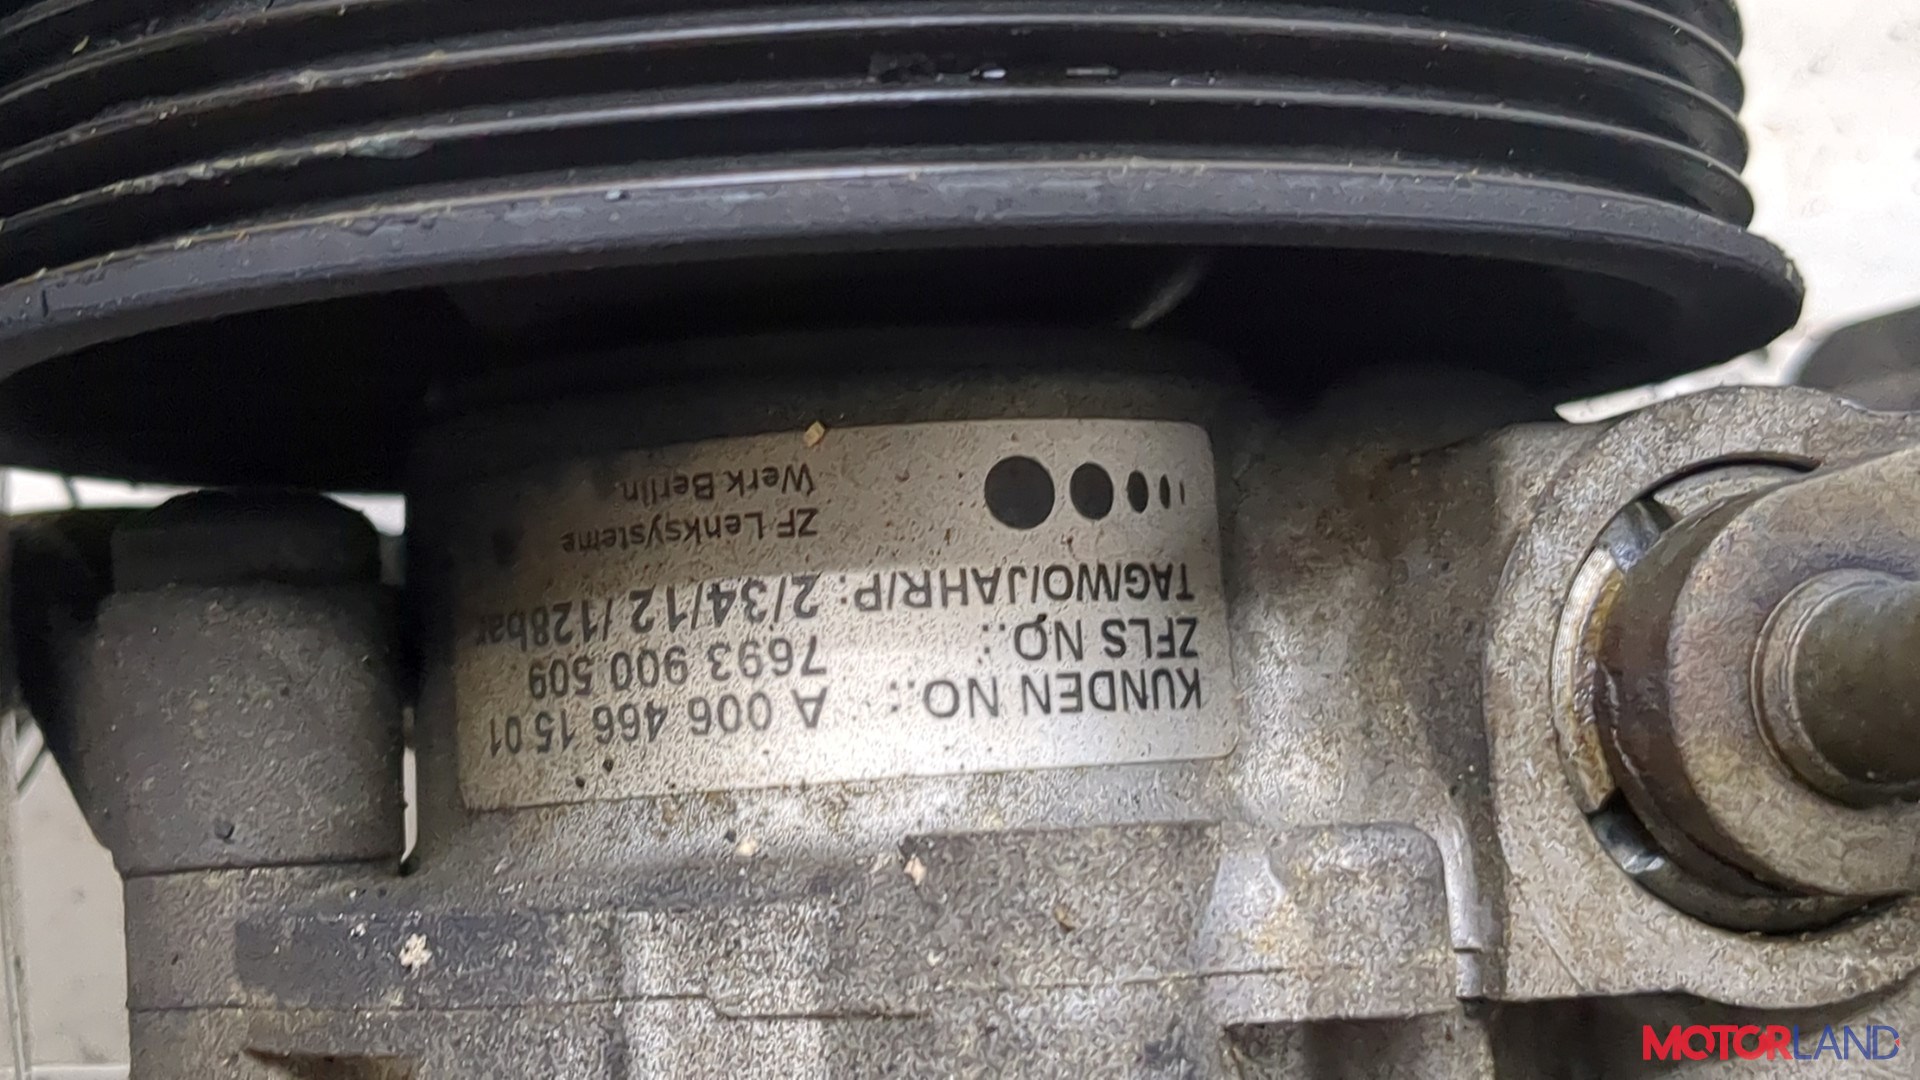 KUNDEN NO.: A 006 466 15 01
ZFLS NO.: 7693 900 509
TAG/WO/JAHR/P: 2/34/12 /128bar
ZF Lenksysteme
Werk Berlin
MOTORLAND